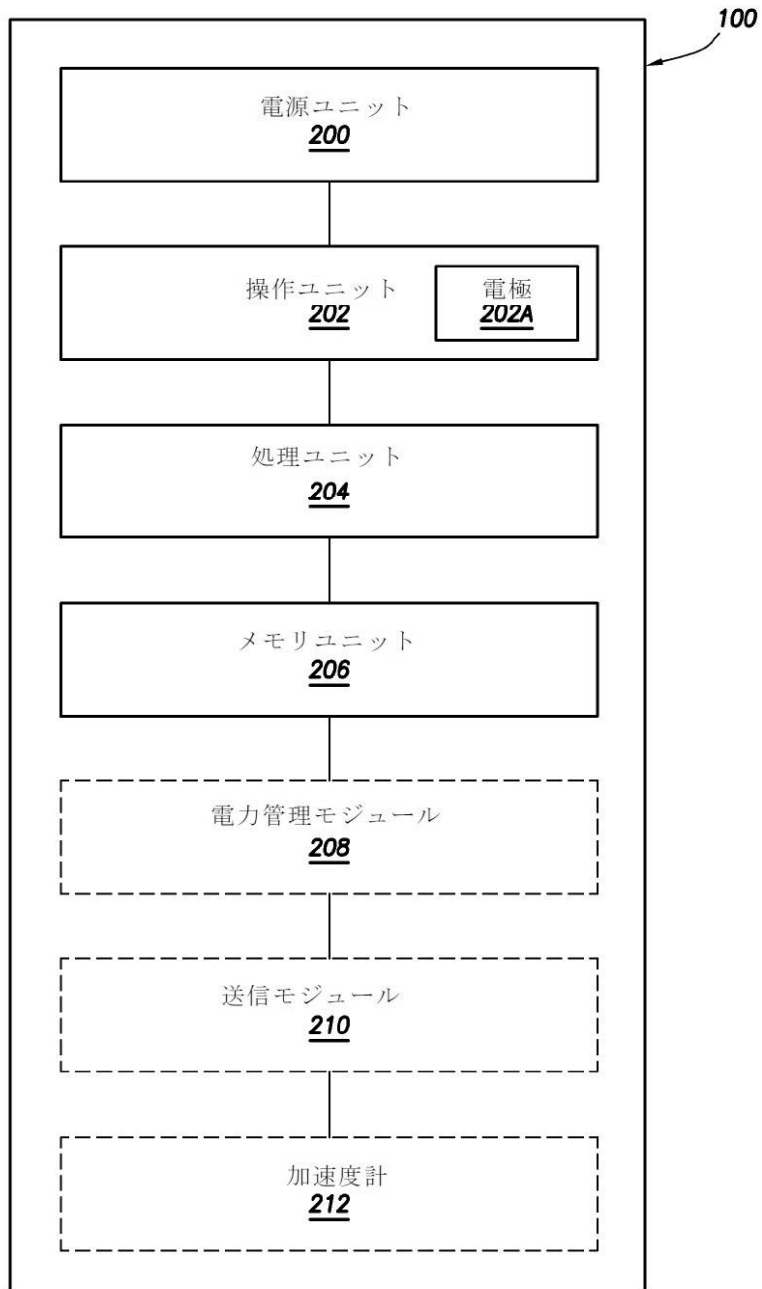 100
電源ユニット
200
操作ユニット
202
電極
202A
処理ユニット
204
メモリユニット
206
電力管理モジュール
208
送信モジュール
210
加速度計
212